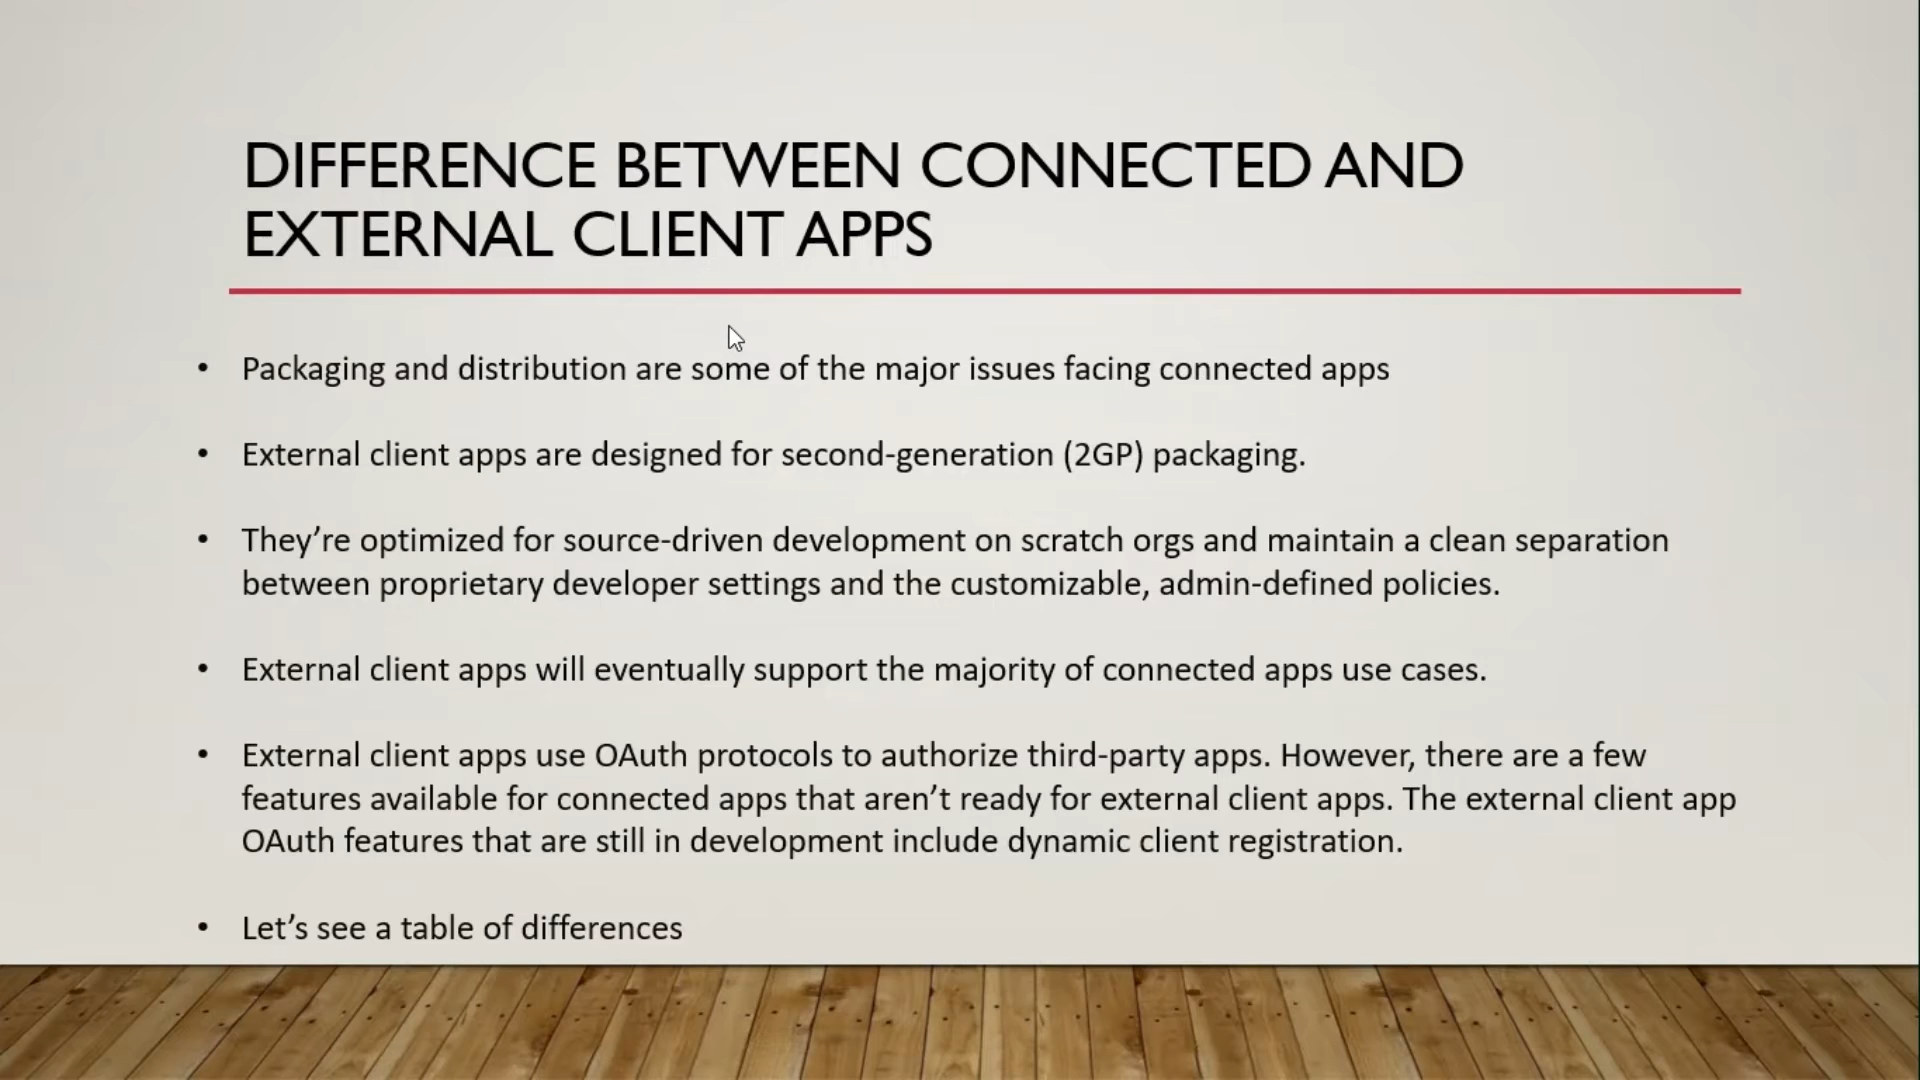 DIFFERENCE BETWEEN CONNECTED AND
EXTERNAL CLIENT APPS
• Packaging and distribution are some of the major issues facing connected apps
• External client apps are designed for second-generation (2GP) packaging.
• They’re optimized for source-driven development on scratch orgs and maintain a clean separation
between proprietary developer settings and the customizable, admin-defined policies.
• External client apps will eventually support the majority of connected apps use cases.
• External client apps use OAuth protocols to authorize third-party apps. However, there are a few
features available for connected apps that aren’t ready for external client apps. The external client app
OAuth features that are still in development include dynamic client registration.
• Let’s see a table of differences